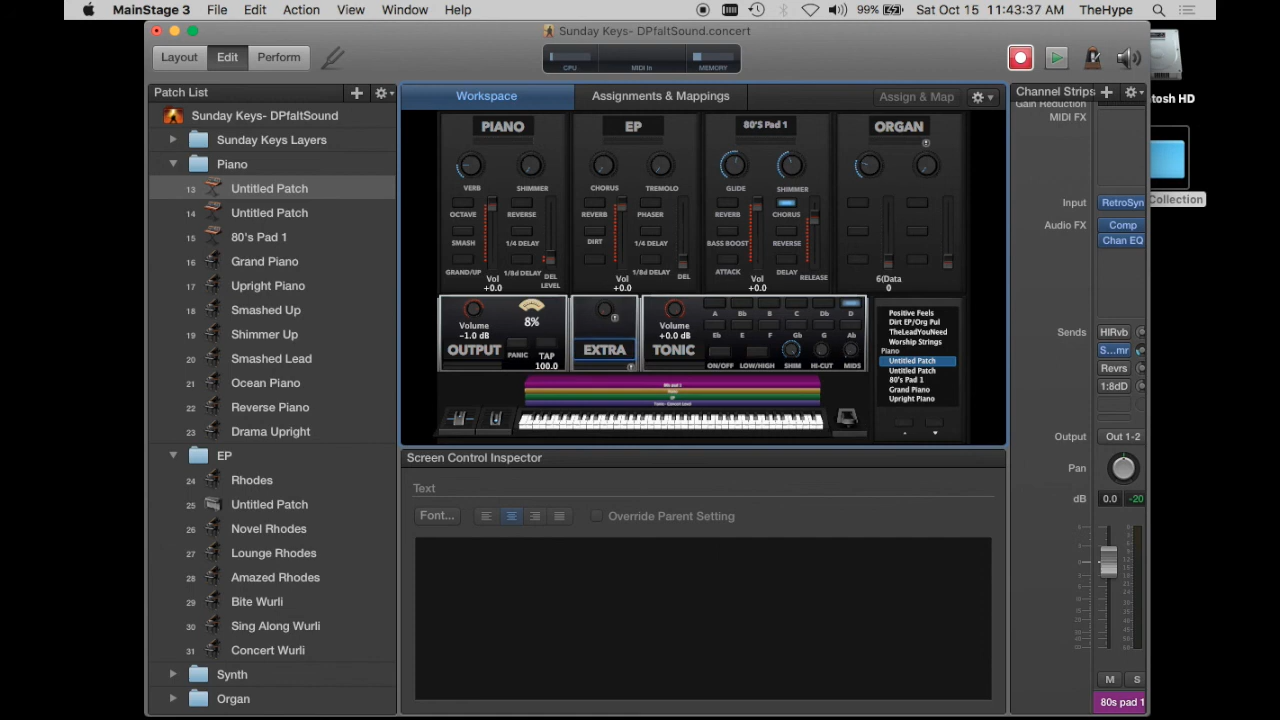 MainStage 3 File Edit Action View Window Help 99% Sat Oct 15 11:43:37 AM TheHype
Sunday Keys- DPfaltSound.concert
Layout Edit Perform
CPU MIDI In MEMORY
Patch List
Workspace Assignments & Mappings Assign & Map
Channel Strips
Sunday Keys- DPfaltSound
Sunday Keys Layers
Piano
13 Untitled Patch
14 Untitled Patch
15 80's Pad 1
16 Grand Piano
17 Upright Piano
18 Smashed Up
19 Shimmer Up
20 Smashed Lead
21 Ocean Piano
22 Reverse Piano
23 Drama Upright
EP
24 Rhodes
25 Untitled Patch
26 Novel Rhodes
27 Lounge Rhodes
28 Amazed Rhodes
29 Bite Wurli
30 Sing Along Wurli
31 Concert Wurli
Synth
Organ
PIANO EP 80'S Pad 1 ORGAN
VERB SHIMMER CHORUS TREMOLO GLIDE SHIMMER
OCTAVE REVERSE REVERB PHASER REVERB CHORUS
SMASH 1/4 DELAY DIRT 1/4 DELAY BASS BOOST REVERSE
GRAND/UP 1/8d DELAY DEL LEVEL 1/8d DELAY DEL ATTACK DELAY RELEASE
Vol +0.0 Vol +0.0 Vol +0.0 6(Data 0
Volume -1.0 dB 8%
OUTPUT PANIC TAP 100.0
EXTRA
Volume +0.0 dB
TONIC
A Bb B C Db D
Eb E F Gb G Ab
ON/OFF LOW/HIGH SHIM HI-CUT MIDS
80s pad 1
EP
Positive Feels
Dirt EP/Org Pul
TheLeadYouNeed
Worship Strings
Piano
Untitled Patch
Untitled Patch
80's Pad 1
Grand Piano
Upright Piano
Screen Control Inspector
Text
Font... Override Parent Setting
Gain Reduction
MIDI FX
Input RetroSyn
Audio FX Comp
Chan EQ
Sends HIRvb
S...mr
Revrs
1:8dD
Output Out 1-2
Pan
dB 0.0 -20
M S
80s pad 1
ntosh HD
Collection